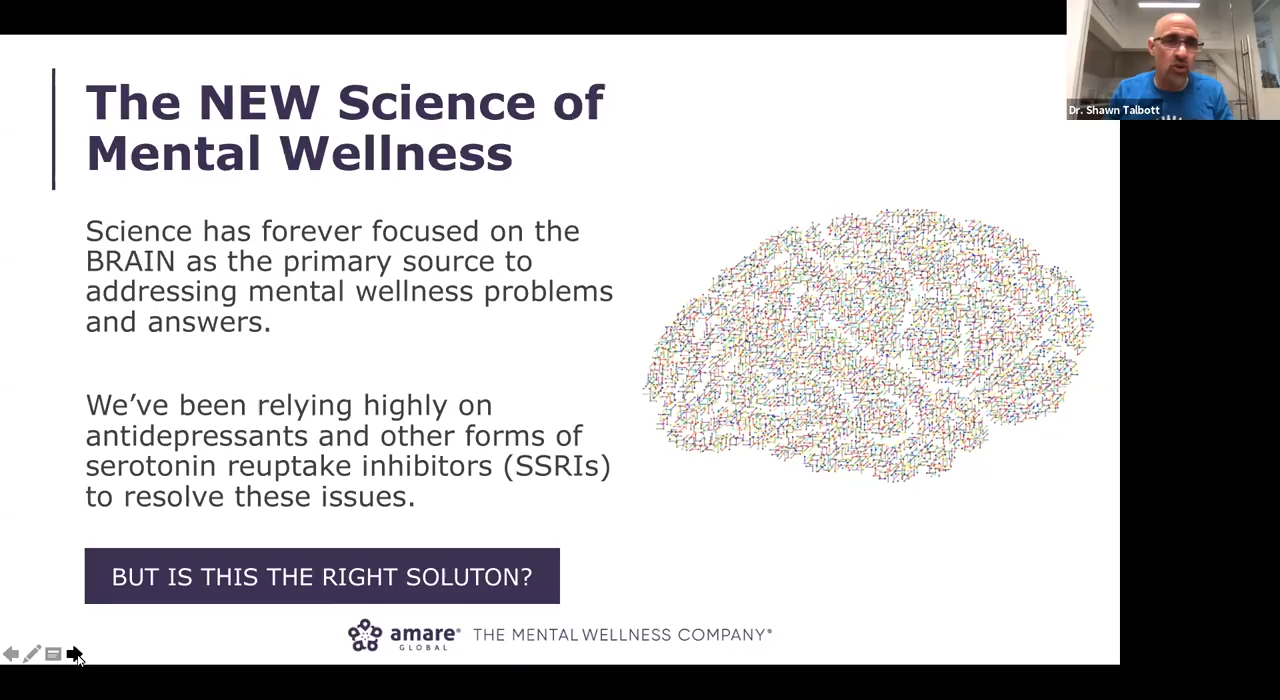 The NEW Science of
Mental Wellness
Science has forever focused on the
BRAIN as the primary source to
addressing mental wellness problems
and answers.
We’ve been relying highly on
antidepressants and other forms of
serotonin reuptake inhibitors (SSRIs)
to resolve these issues.
BUT IS THIS THE RIGHT SOLUTON?
amare® THE MENTAL WELLNESS COMPANY®
GLOBAL
Dr. Shawn Talbott